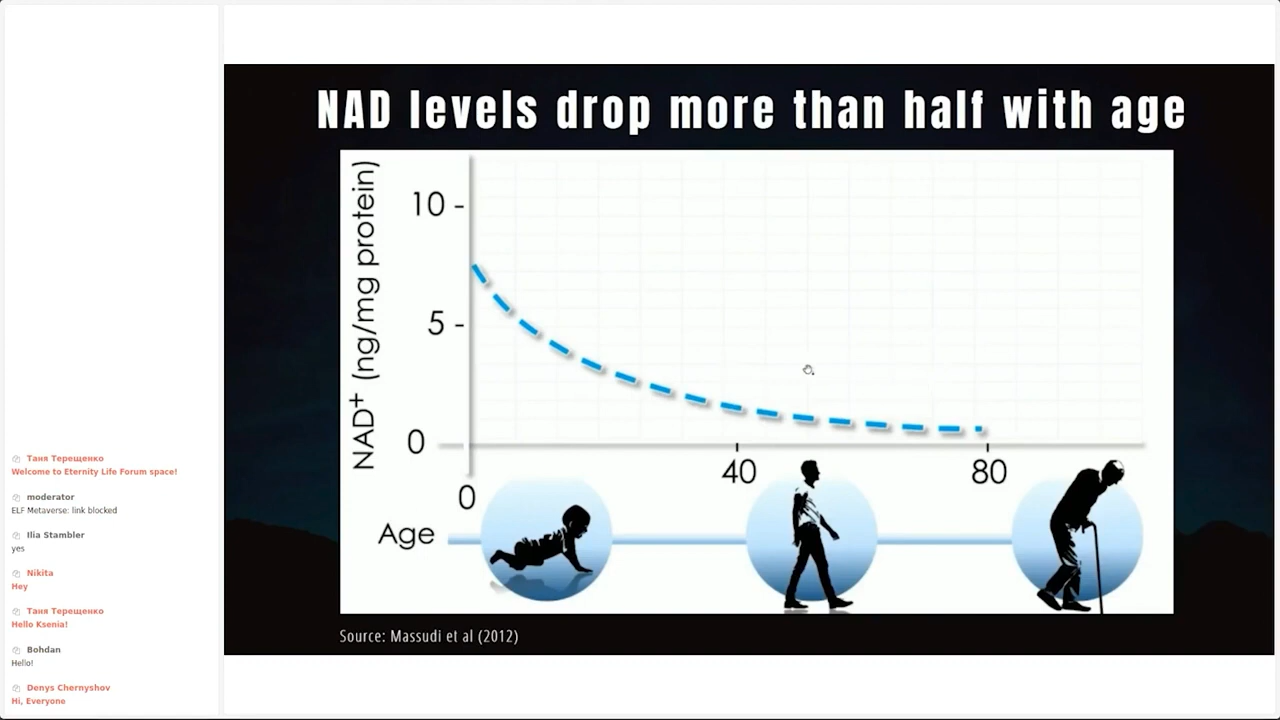 Таня Терещенко
Welcome to Eternity Life Forum space!
moderator
ELF Metaverse: link blocked
Ilia Stambler
yes
Nikita
Hey
Таня Терещенко
Hello Ksenia!
Bohdan
Hello!
Denys Chernyshov
Hi, Everyone
NAD levels drop more than half with age
NAD+ (ng/mg protein)
10
5
0
0
40
80
Age
Source: Massudi et al (2012)